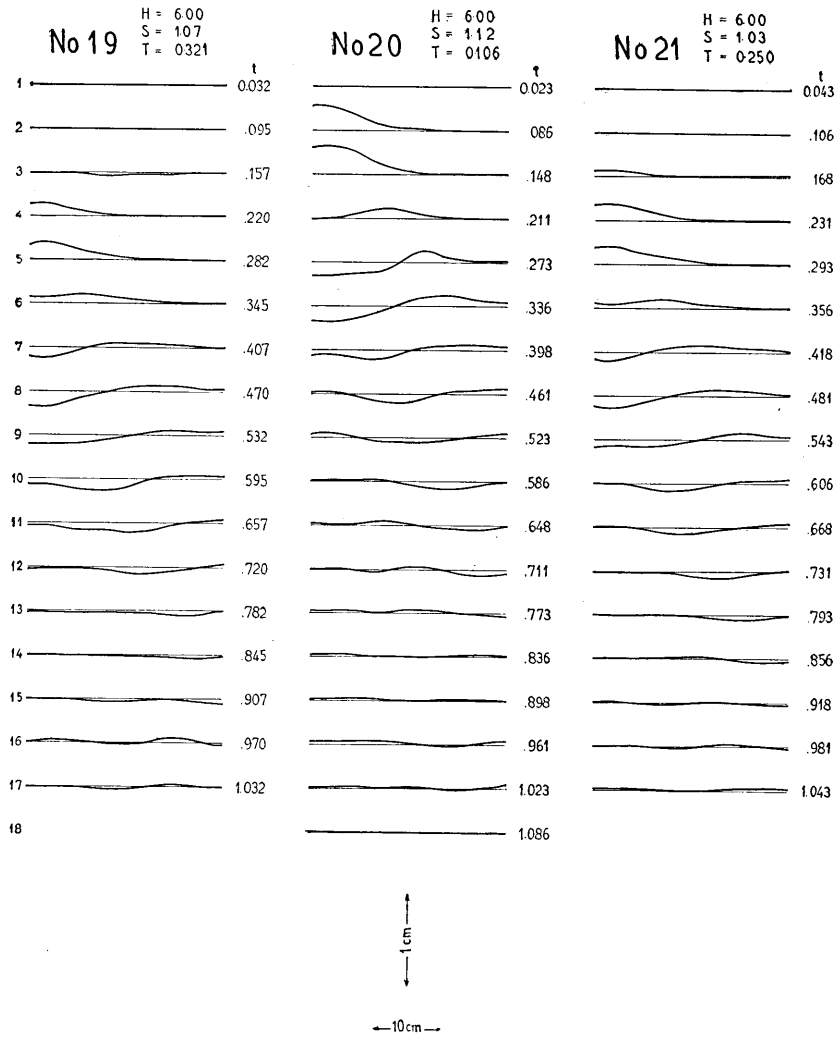 No 19
H = 6.00
S = 1.07
T = 0.321
No 20
H = 6.00
S = 1.12
T = 0.106
No 21
H = 6.00
S = 1.03
T = 0.250
t
t
t
1 0.032 0.023 0.043
2 .095 .086 .106
3 .157 .148 .168
4 .220 .211 .231
5 .282 .273 .293
6 .345 .336 .356
7 .407 .398 .418
8 .470 .461 .481
9 .532 .523 .543
10 .595 .586 .606
11 .657 .648 .668
12 .720 .711 .731
13 .782 .773 .793
14 .845 .836 .856
15 .907 .898 .918
16 .970 .961 .981
17 1.032 1.023 1.043
18 1.086
1 cm
10cm